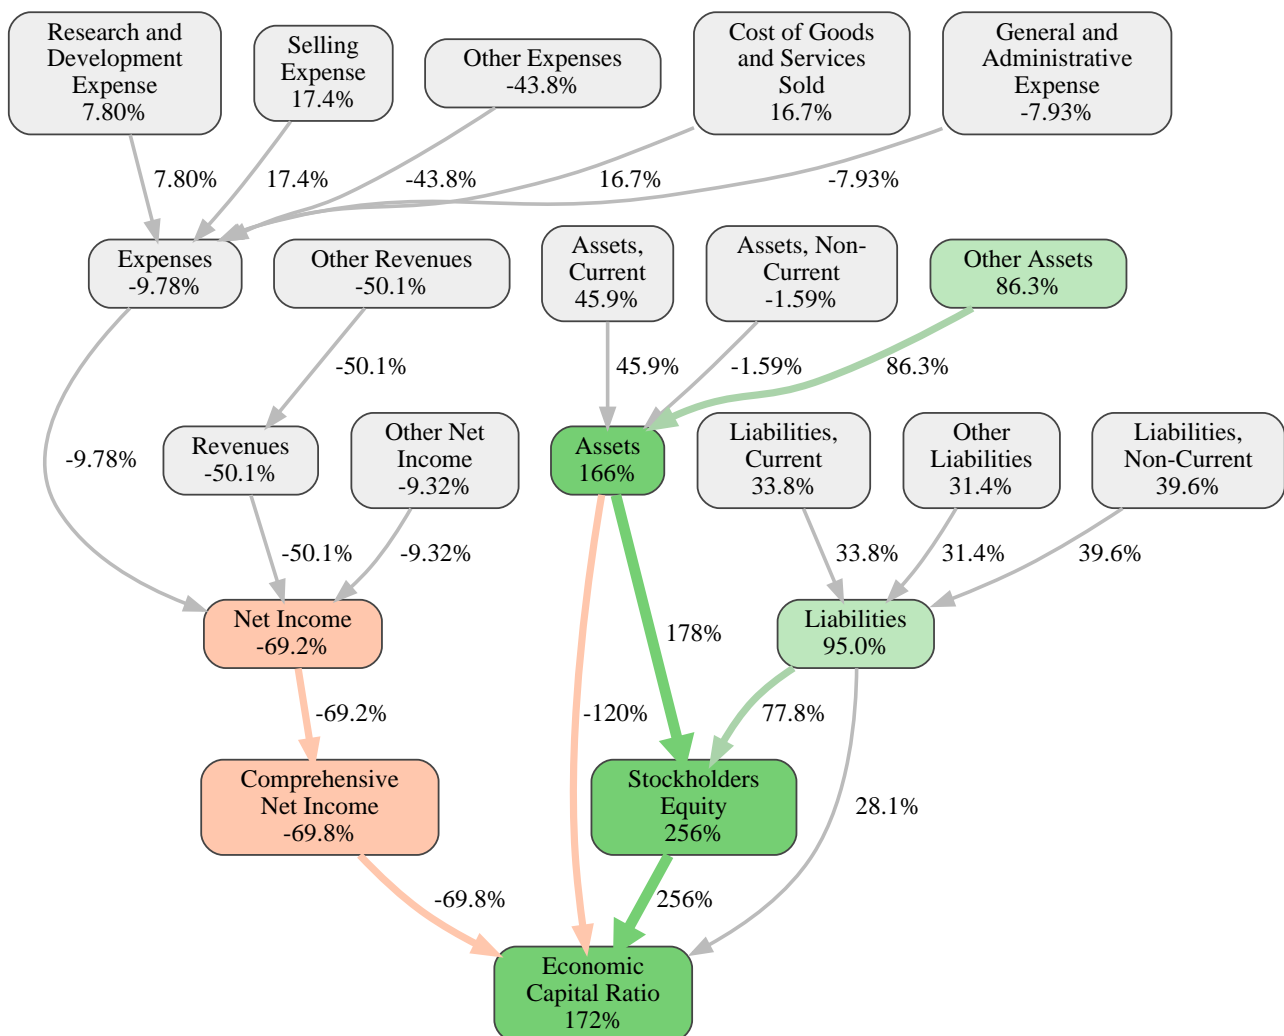 Research and
Development
Expense
7.80%
Selling
Expense
17.4%
Other Expenses
-43.8%
Cost of Goods
and Services
Sold
16.7%
General and
Administrative
Expense
-7.93%
7.80%
17.4%
-43.8%
16.7%
-7.93%
Expenses
-9.78%
Other Revenues
-50.1%
Assets,
Current
45.9%
Assets, Non-
Current
-1.59%
Other Assets
86.3%
-50.1%
45.9%
-1.59%
86.3%
-9.78%
Revenues
-50.1%
Other Net
Income
-9.32%
Assets
166%
Liabilities,
Current
33.8%
Other
Liabilities
31.4%
Liabilities,
Non-Current
39.6%
-50.1%
-9.32%
33.8%
31.4%
39.6%
Net Income
-69.2%
178%
Liabilities
95.0%
-69.2%
-120%
77.8%
Comprehensive
Net Income
-69.8%
Stockholders
Equity
256%
28.1%
-69.8%
256%
Economic
Capital Ratio
172%